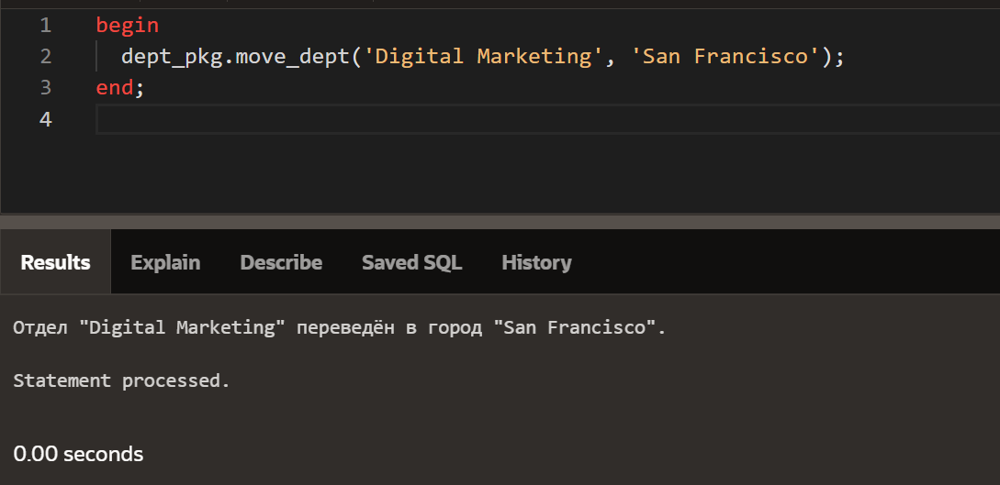 1 begin
2 dept_pkg.move_dept('Digital Marketing', 'San Francisco');
3 end;
4
Results Explain Describe Saved SQL History
Отдел "Digital Marketing" переведён в город "San Francisco".
Statement processed.
0.00 seconds